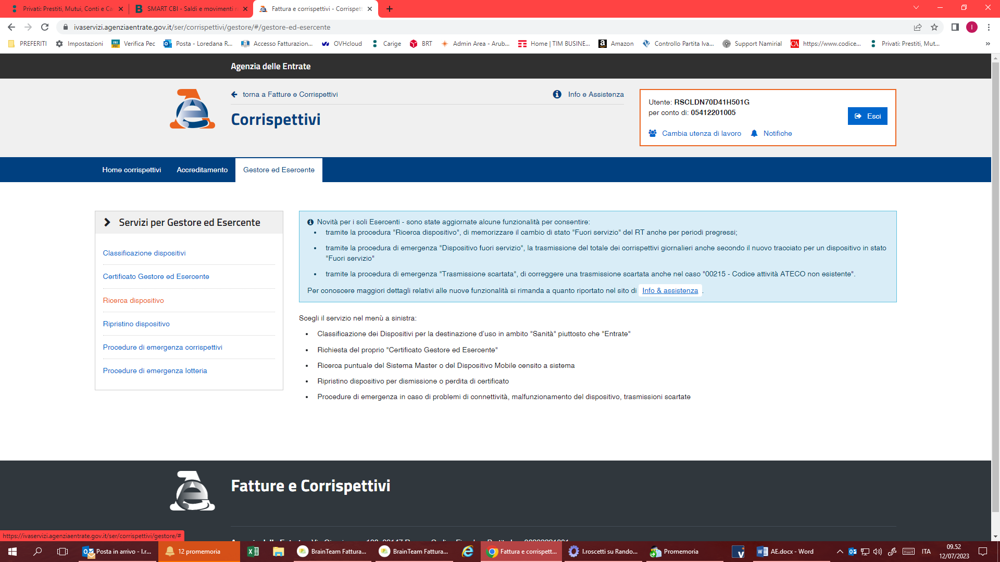 Privati: Prestiti, Mutui, Conti e Ca
SMART CBI - Saldi e movimenti r
Fattura e corrispettivi - Corrispet
ivaservizi.agenziaentrate.gov.it/ser/corrispettivi/gestore/#/gestore-ed-esercente
I
PREFERITI
Impostazioni
Verifica Pec
Posta - Loredana R...
Accesso Fatturazion...
OVHcloud
Carige
BRT
Admin Area - Arub...
Home | TIM BUSINE...
Amazon
Controllo Partita Iva...
Support Namirial
https://www.codice...
Privati: Prestiti, Mut...
»
Agenzia delle Entrate
torna a Fatture e Corrispettivi
Info e Assistenza
Corrispettivi
Utente: RSCLDN70D41H501G
per conto di: 05412201005
Esci
Cambia utenza di lavoro
Notifiche
Home corrispettivi
Accreditamento
Gestore ed Esercente
Servizi per Gestore ed Esercente
Classificazione dispositivi
Certificato Gestore ed Esercente
Ricerca dispositivo
Ripristino dispositivo
Procedure di emergenza corrispettivi
Procedure di emergenza lotteria
Novità per i soli Esercenti - sono state aggiornate alcune funzionalità per consentire:
• tramite la procedura "Ricerca dispositivo", di memorizzare il cambio di stato "Fuori servizio" del RT anche per periodi pregressi;
• tramite la procedura di emergenza "Dispositivo fuori servizio", la trasmissione del totale dei corrispettivi giornalieri anche secondo il nuovo tracciato per un dispositivo in stato
"Fuori servizio"
• tramite la procedura di emergenza "Trasmissione scartata", di correggere una trasmissione scartata anche nel caso "00215 - Codice attività ATECO non esistente".
Per conoscere maggiori dettagli relativi alle nuove funzionalità si rimanda a quanto riportato nel sito di Info & assistenza .
Scegli il servizio nel menù a sinistra:
• Classificazione dei Dispositivi per la destinazione d'uso in ambito "Sanità" piuttosto che "Entrate"
• Richiesta del proprio "Certificato Gestore ed Esercente"
• Ricerca puntuale del Sistema Master o del Dispositivo Mobile censito a sistema
• Ripristino dispositivo per dismissione o perdita di certificato
• Procedure di emergenza in caso di problemi di connettività, malfunzionamento del dispositivo, trasmissioni scartate
Fatture e Corrispettivi
https://ivaservizi.agenziaentrate.gov.it/ser/corrispettivi/gestore/#
Posta in arrivo - l.r...
12 promemoria
BrainTeam Fattura...
BrainTeam Fattura...
Fattura e corrispett...
l.roscetti su Rando...
Promemoria
AE.docx - Word
ITA
09.52
12/07/2023